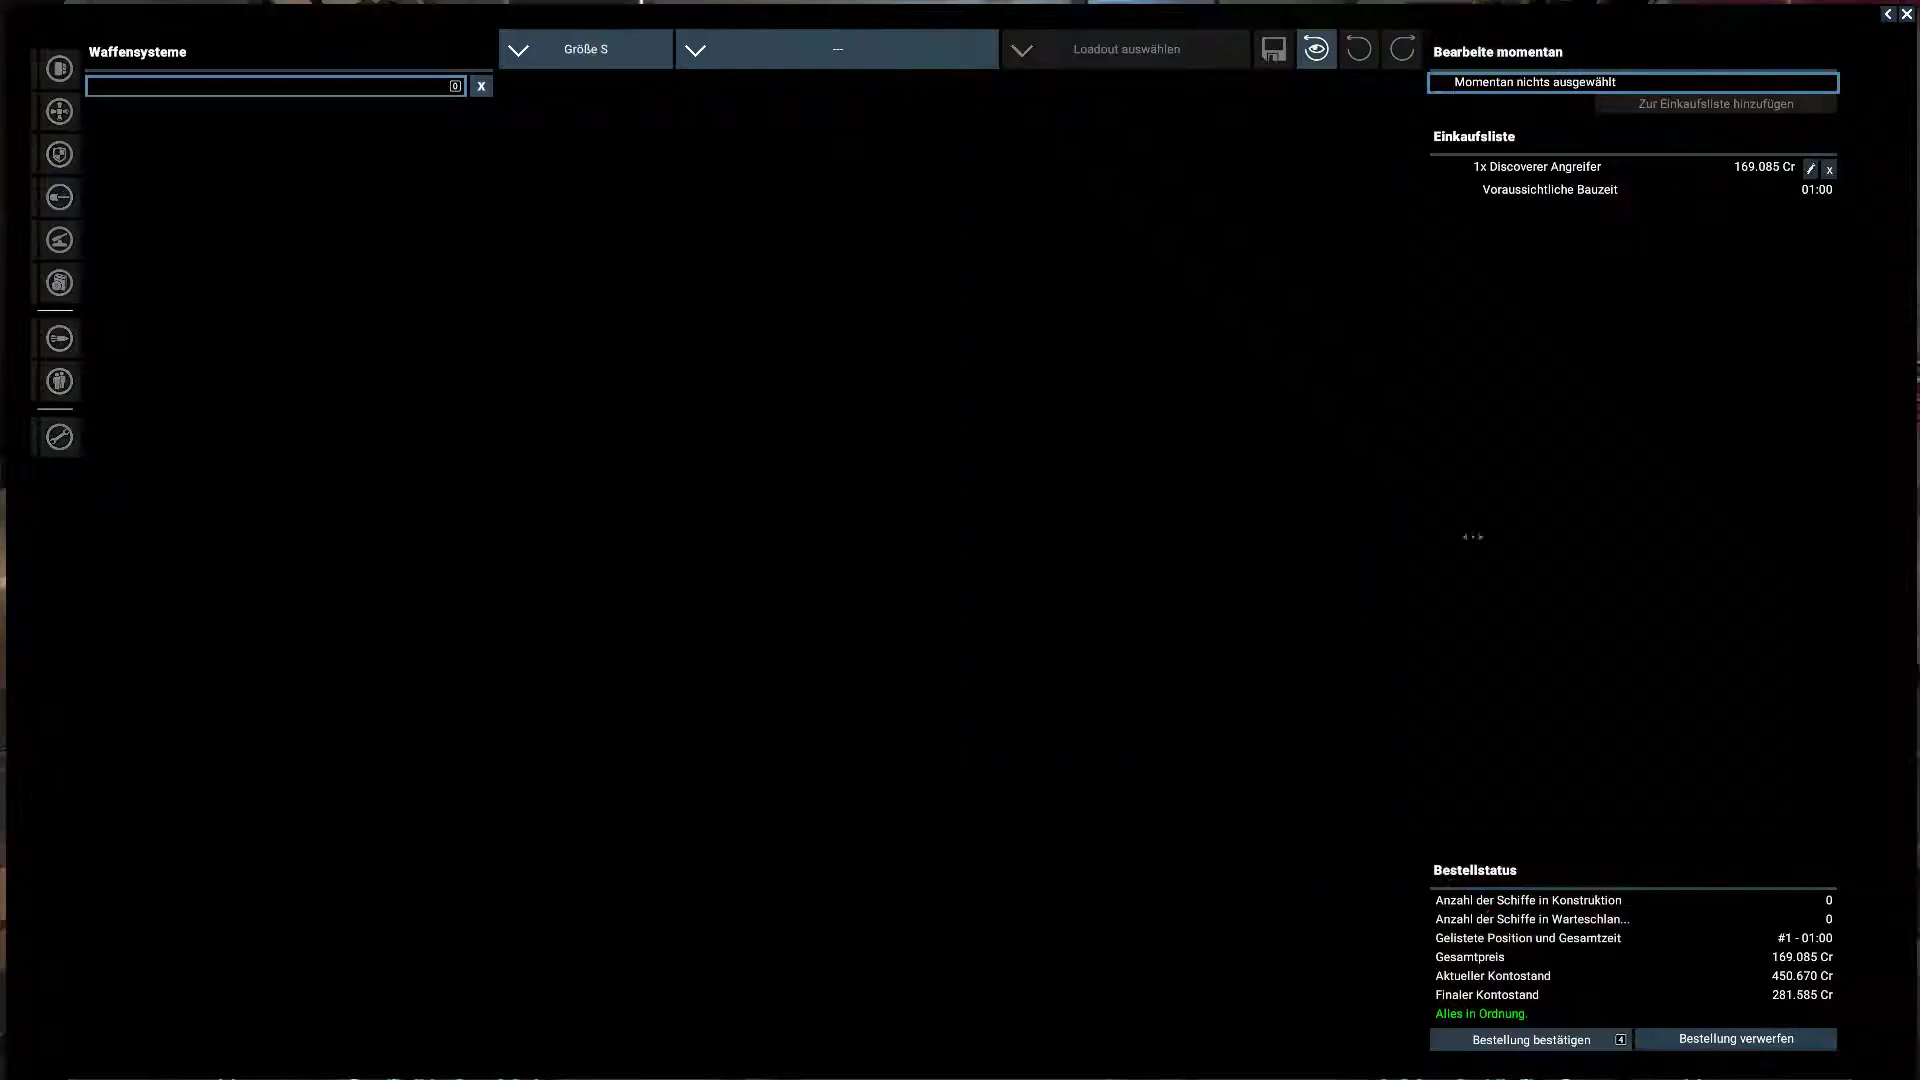 Waffensysteme
0
x
Größe S
---
Loadout auswählen
Bearbeite momentan
Momentan nichts ausgewählt
Zur Einkaufsliste hinzufügen
Einkaufsliste
1x Discoverer Angreifer 169.085 Cr x
Voraussichtliche Bauzeit 01:00
Bestellstatus
Anzahl der Schiffe in Konstruktion 0
Anzahl der Schiffe in Warteschlan... 0
Gelistete Position und Gesamtzeit #1 - 01:00
Gesamtpreis 169.085 Cr
Aktueller Kontostand 450.670 Cr
Finaler Kontostand 281.585 Cr
Alles in Ordnung.
Bestellung bestätigen 4 Bestellung verwerfen